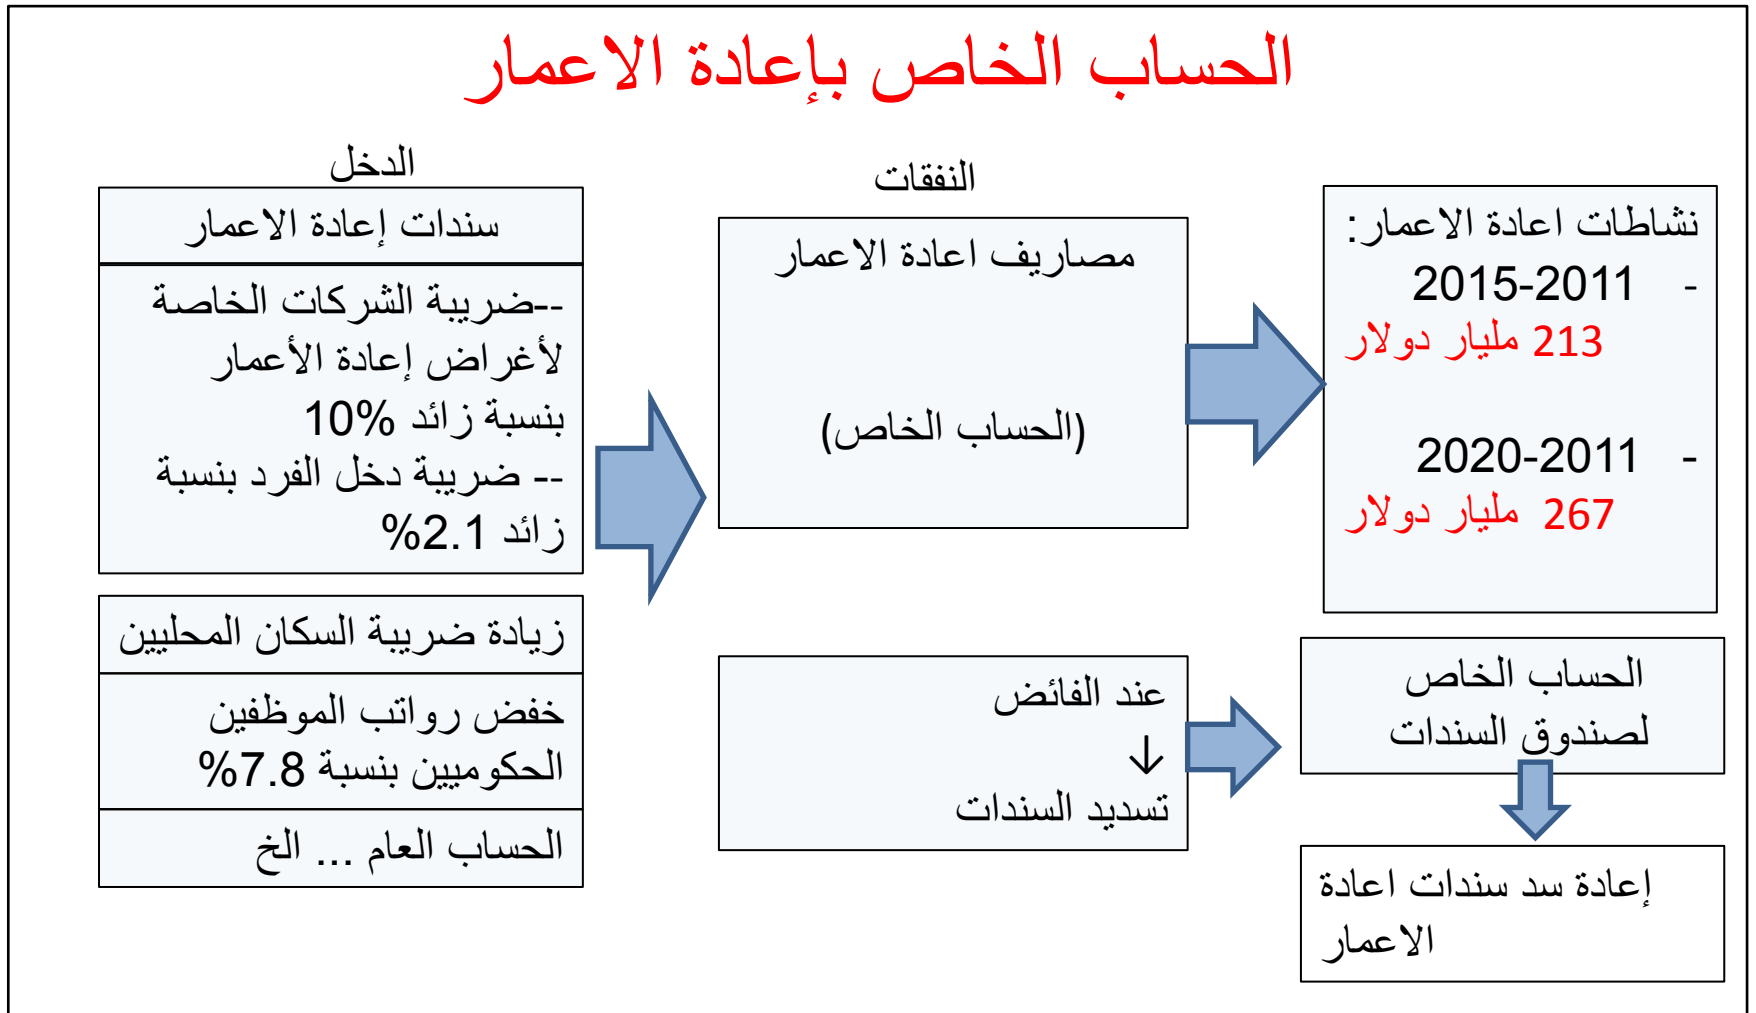 الحساب الخاص بإعادة الاعمار
الدخل
سندات إعادة الاعمار
--ضريبة الشركات الخاصة
لأغراض إعادة الأعمار
بنسبة زائد 10%
-- ضريبة دخل الفرد بنسبة
زائد 2.1%
زيادة ضريبة السكان المحليين
خفض رواتب الموظفين
الحكوميين بنسبة 7.8%
الحساب العام ... الخ
النفقات
مصاريف اعادة الاعمار
(الحساب الخاص)
عند الفائض
↓
تسديد السندات
نشاطات اعادة الاعمار:
- 2011-2015
213 مليار دولار
- 2011-2020
267 مليار دولار
الحساب الخاص
لصندوق السندات
إعادة سد سندات اعادة
الاعمار